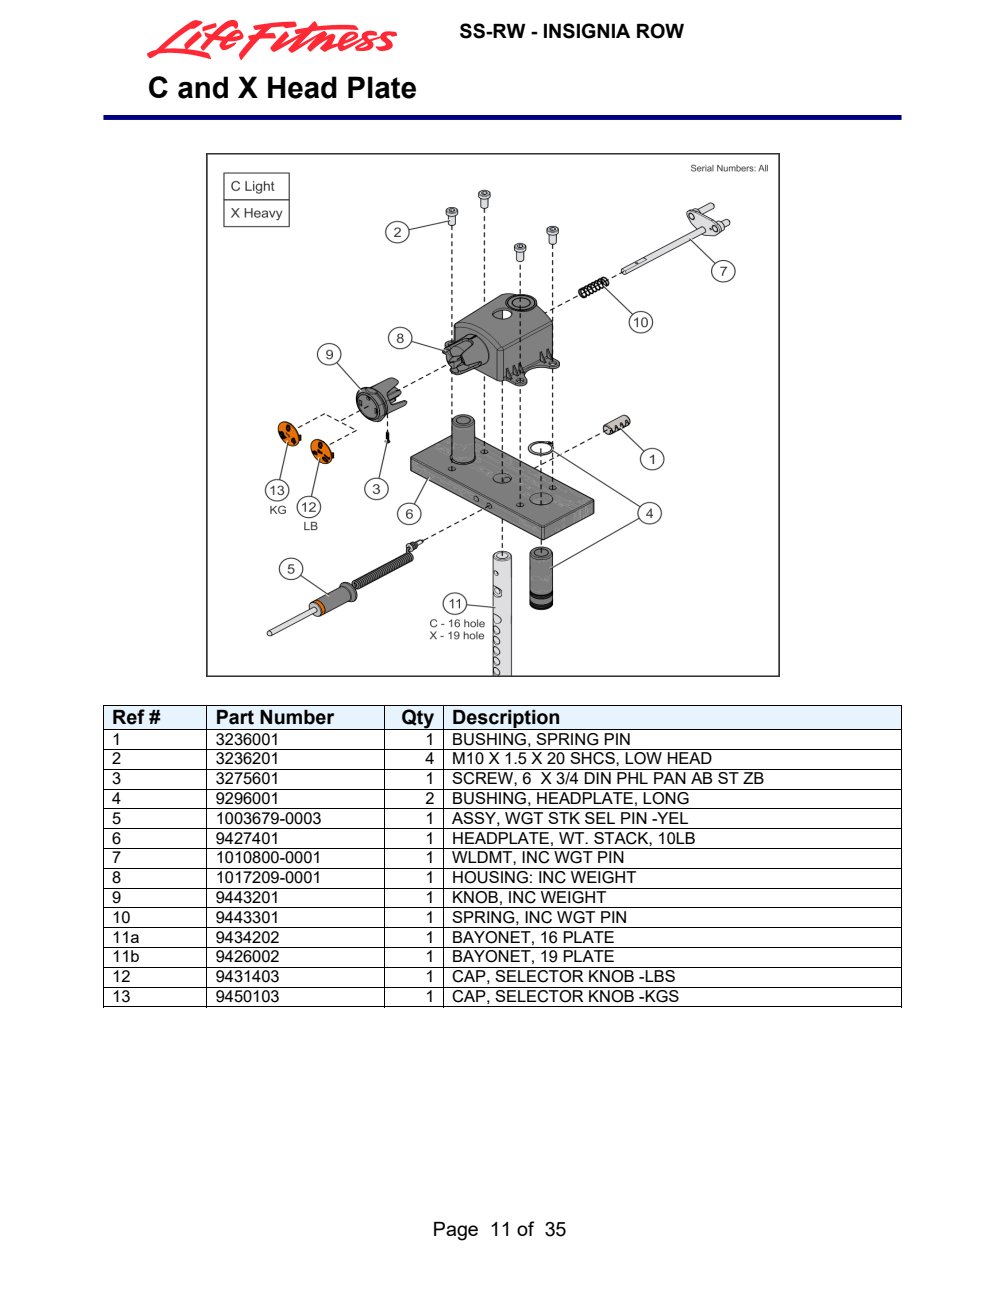 Life Fitness
SS-RW - INSIGNIA ROW
C and X Head Plate
Serial Numbers: All
C Light
X Heavy
2
7
10
8
9
1
13
KG
12
LB
3
6
4
5
11
C - 16 hole
X - 19 hole
Ref # Part Number Qty Description
1 3236001 1 BUSHING, SPRING PIN
2 3236201 4 M10 X 1.5 X 20 SHCS, LOW HEAD
3 3275601 1 SCREW, 6  X 3/4 DIN PHL PAN AB ST ZB
4 9296001 2 BUSHING, HEADPLATE, LONG
5 1003679-0003 1 ASSY, WGT STK SEL PIN -YEL
6 9427401 1 HEADPLATE, WT. STACK, 10LB
7 1010800-0001 1 WLDMT, INC WGT PIN
8 1017209-0001 1 HOUSING: INC WEIGHT
9 9443201 1 KNOB, INC WEIGHT
10 9443301 1 SPRING, INC WGT PIN
11a 9434202 1 BAYONET, 16 PLATE
11b 9426002 1 BAYONET, 19 PLATE
12 9431403 1 CAP, SELECTOR KNOB -LBS
13 9450103 1 CAP, SELECTOR KNOB -KGS
Page  11 of  35